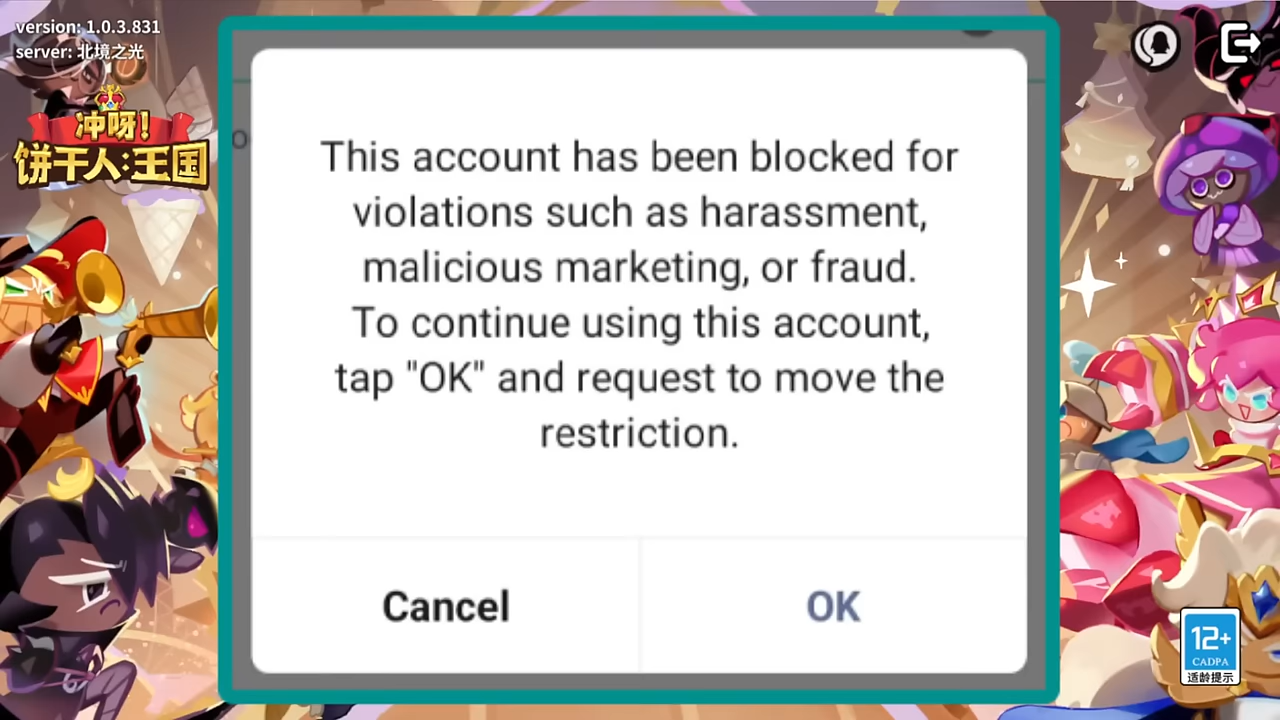 version: 1.0.3.831
server: 北境之光
冲呀!
饼干人:王国
This account has been blocked for
violations such as harassment,
malicious marketing, or fraud.
To continue using this account,
tap "OK" and request to move the
restriction.
Cancel
OK
12+
CADPA
适龄提示